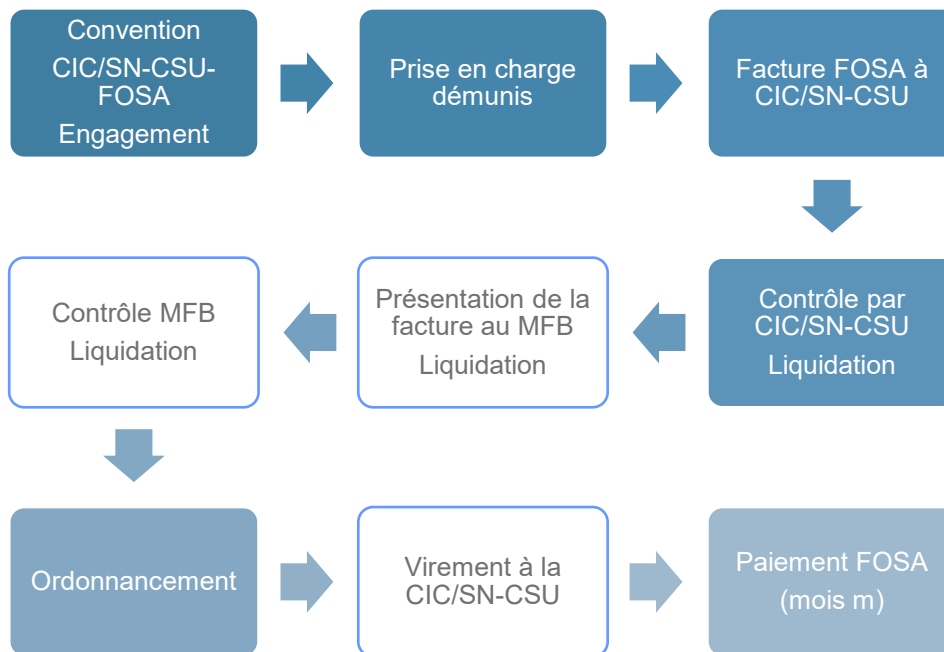 Convention
CIC/SN-CSU-
FOSA
Engagement
Prise en charge
démunis
Facture FOSA à
CIC/SN-CSU
Contrôle par
CIC/SN-CSU
Liquidation
Présentation de la
facture au MFB
Liquidation
Contrôle MFB
Liquidation
Ordonnancement
Virement à la
CIC/SN-CSU
Paiement FOSA
(mois m)